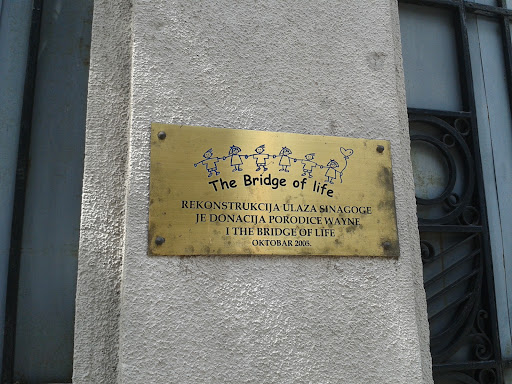 The Bridge of life
REKONSTRUKCIJA ULAZA SINAGOGE
JE DONACIJA PORODICE WAYNE
I THE BRIDGE OF LIFE
OKTOBAR 2008.